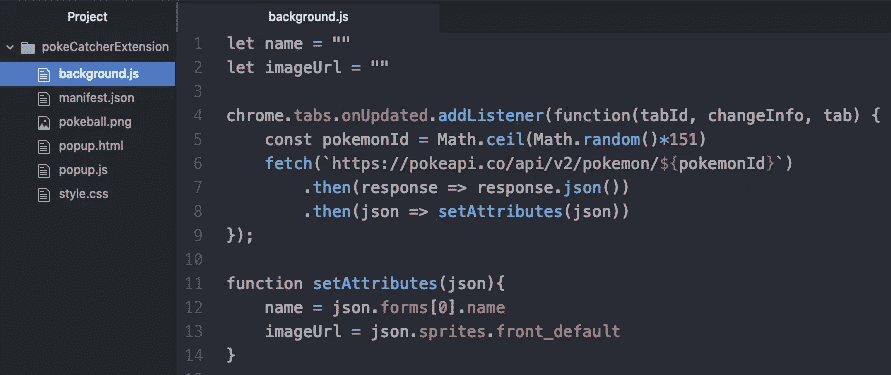 Project
background.js
pokeCatcherExtension
background.js
manifest.json
pokeball.png
popup.html
popup.js
style.css
1 let name = ""
2 let imageUrl = ""
3
4 chrome.tabs.onUpdated.addListener(function(tabId, changeInfo, tab) {
5     const pokemonId = Math.ceil(Math.random()*151)
6     fetch(`https://pokeapi.co/api/v2/pokemon/${pokemonId}`)
7         .then(response => response.json())
8         .then(json => setAttributes(json))
9 });
10
11 function setAttributes(json){
12     name = json.forms[0].name
13     imageUrl = json.sprites.front_default
14 }